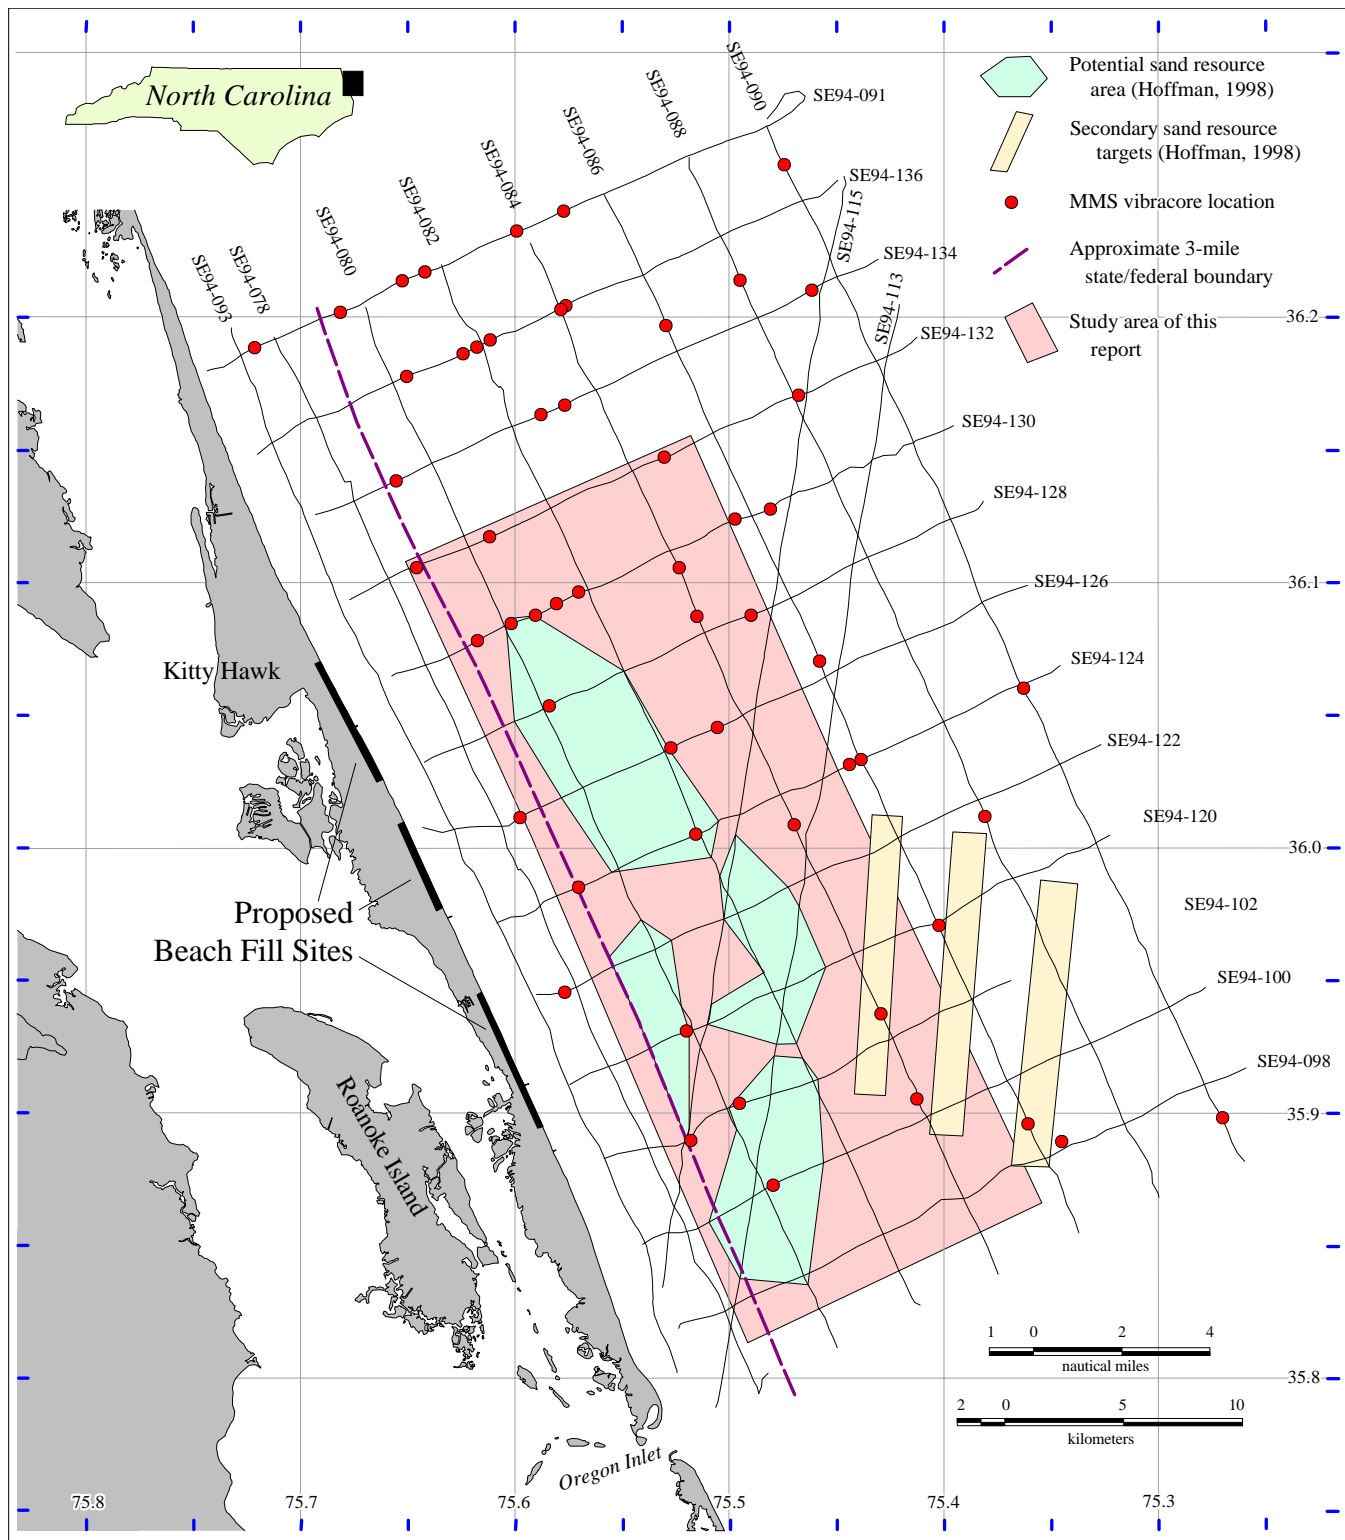 North Carolina
SE94-090
SE94-091
SE94-088
SE94-086
SE94-084
SE94-082
SE94-080
SE94-078
SE94-093
SE94-136
SE94-115
SE94-134
SE94-113
SE94-132
SE94-130
SE94-128
SE94-126
SE94-124
SE94-122
SE94-120
SE94-102
SE94-100
SE94-098
Potential sand resource
area (Hoffman, 1998)
Secondary sand resource
targets (Hoffman, 1998)
MMS vibracore location
Approximate 3-mile
state/federal boundary
Study area of this
report
36.2
36.1
36.0
35.9
35.8
Kitty Hawk
Proposed
Beach Fill Sites
Roanoke Island
Oregon Inlet
1 0 2 4
nautical miles
2 0 5 10
kilometers
75.8 75.7 75.6 75.5 75.4 75.3